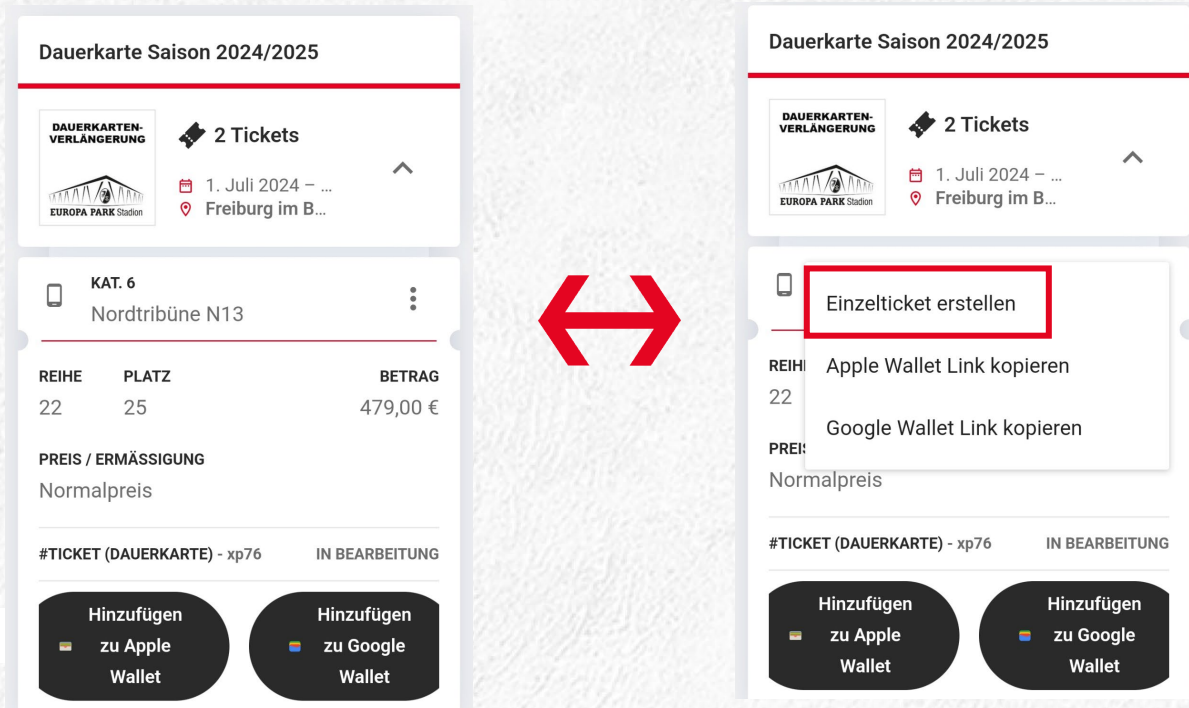 Dauerkarte Saison 2024/2025
DAUERKARTEN-
VERLÄNGERUNG
EUROPA PARK Stadion
2 Tickets
1. Juli 2024 – ...
Freiburg im B...
KAT. 6
Nordtribüne N13
REIHE PLATZ BETRAG
22 25 479,00 €
PREIS / ERMÄSSIGUNG
Normalpreis
#TICKET (DAUERKARTE) - xp76 IN BEARBEITUNG
Hinzufügen
zu Apple
Wallet
Hinzufügen
zu Google
Wallet
Dauerkarte Saison 2024/2025
DAUERKARTEN-
VERLÄNGERUNG
EUROPA PARK Stadion
2 Tickets
1. Juli 2024 – ...
Freiburg im B...
Einzelticket erstellen
Apple Wallet Link kopieren
Google Wallet Link kopieren
REIH
22
PREIS
Normalpreis
#TICKET (DAUERKARTE) - xp76 IN BEARBEITUNG
Hinzufügen
zu Apple
Wallet
Hinzufügen
zu Google
Wallet